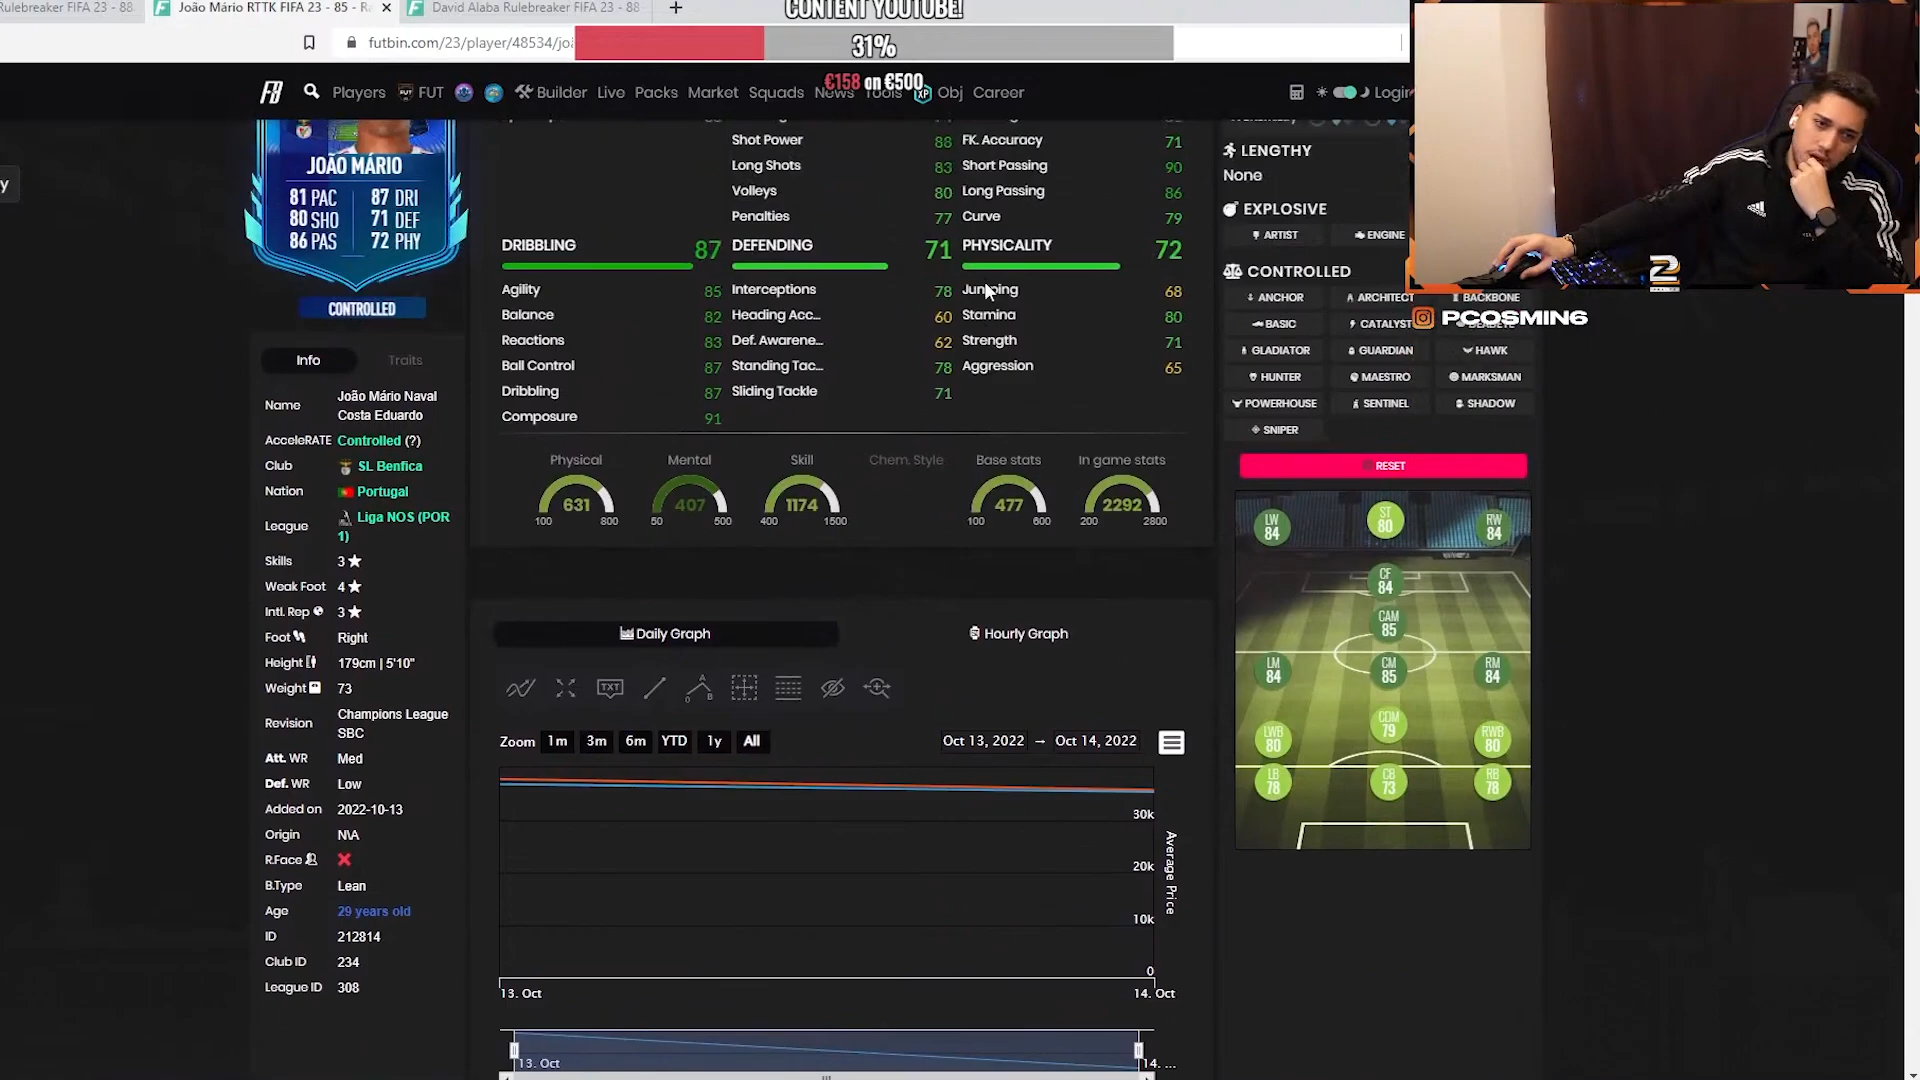 Rulebreaker FIFA 23 - 88
João Mário RTTK FIFA 23 - 85 - Ra
David Alaba Rulebreaker FIFA 23 - 88
CONTENT YOUTUBE!
futbin.com/23/player/48534/joã
31%
€158 on €500
Players FUT Builder Live Packs Market Squads News Tools Obj Career Login
JOÃO MÁRIO
81 PAC 87 DRI
80 SHO 71 DEF
86 PAS 72 PHY
CONTROLLED
Info Traits
Name João Mário Naval Costa Eduardo
AcceleRATE Controlled (?)
Club SL Benfica
Nation Portugal
League Liga NOS (POR 1)
Skills 3
Weak Foot 4
Intl. Rep 3
Foot Right
Height 179cm | 5'10"
Weight 73
Revision Champions League SBC
Att. WR Med
Def. WR Low
Added on 2022-10-13
Origin N\A
R.Face
B.Type Lean
Age 29 years old
ID 212814
Club ID 234
League ID 308
Shot Power 88 FK. Accuracy 71
Long Shots 83 Short Passing 90
Volleys 80 Long Passing 86
Penalties 77 Curve 79
DRIBBLING 87 DEFENDING 71 PHYSICALITY 72
Agility 85 Interceptions 78 Jumping 68
Balance 82 Heading Acc... 60 Stamina 80
Reactions 83 Def. Awarene... 62 Strength 71
Ball Control 87 Standing Tac... 78 Aggression 65
Dribbling 87 Sliding Tackle 71
Composure 91
Physical Mental Skill Chem. Style Base stats In game stats
631 407 1174 477 2292
100 800 50 500 400 1500 100 600 200 2800
Daily Graph Hourly Graph
TXT
Zoom 1m 3m 6m YTD 1y All Oct 13, 2022 → Oct 14, 2022
30k
20k
10k
0
Average Price
13. Oct 14. Oct
13. Oct 14. ...
LENGTHY
None
EXPLOSIVE
ARTIST ENGINE
CONTROLLED
ANCHOR ARCHITECT BACKBONE
BASIC CATALYST DEADEYE
GLADIATOR GUARDIAN HAWK
HUNTER MAESTRO MARKSMAN
POWERHOUSE SENTINEL SHADOW
SNIPER
RESET
LW 84 ST 80 RW 84
CF 84
CAM 85
LM 84 CM 85 RM 84
LWB 80 CDM 79 RWB 80
LB 78 CB 73 RB 78
PCOSMIN6